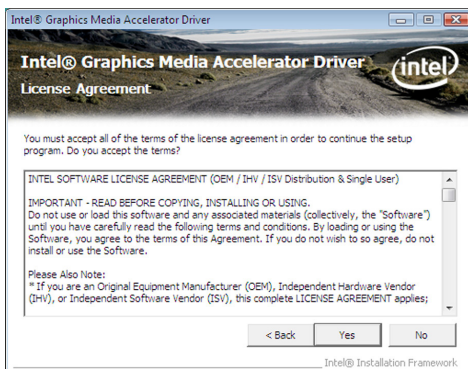 Intel® Graphics Media Accelerator Driver
Intel® Graphics Media Accelerator Driver
intel
License Agreement
You must accept all of the terms of the license agreement in order to continue the setup
program. Do you accept the terms?
INTEL SOFTWARE LICENSE AGREEMENT (OEM / IHV / ISV Distribution & Single User)
IMPORTANT - READ BEFORE COPYING, INSTALLING OR USING.
Do not use or load this software and any associated materials (collectively, the "Software")
until you have carefully read the following terms and conditions. By loading or using the
Software, you agree to the terms of this Agreement. If you do not wish to so agree, do not
install or use the Software.
Please Also Note:
* If you are an Original Equipment Manufacturer (OEM), Independent Hardware Vendor
(IHV), or Independent Software Vendor (ISV), this complete LICENSE AGREEMENT applies;
< Back Yes No
Intel® Installation Framework